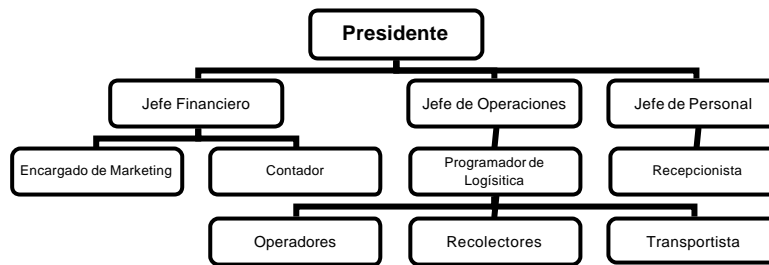 Presidente
Jefe Financiero
Jefe de Operaciones
Jefe de Personal
Encargado de Marketing
Contador
Programador de
Logísitica
Recepcionista
Operadores
Recolectores
Transportista